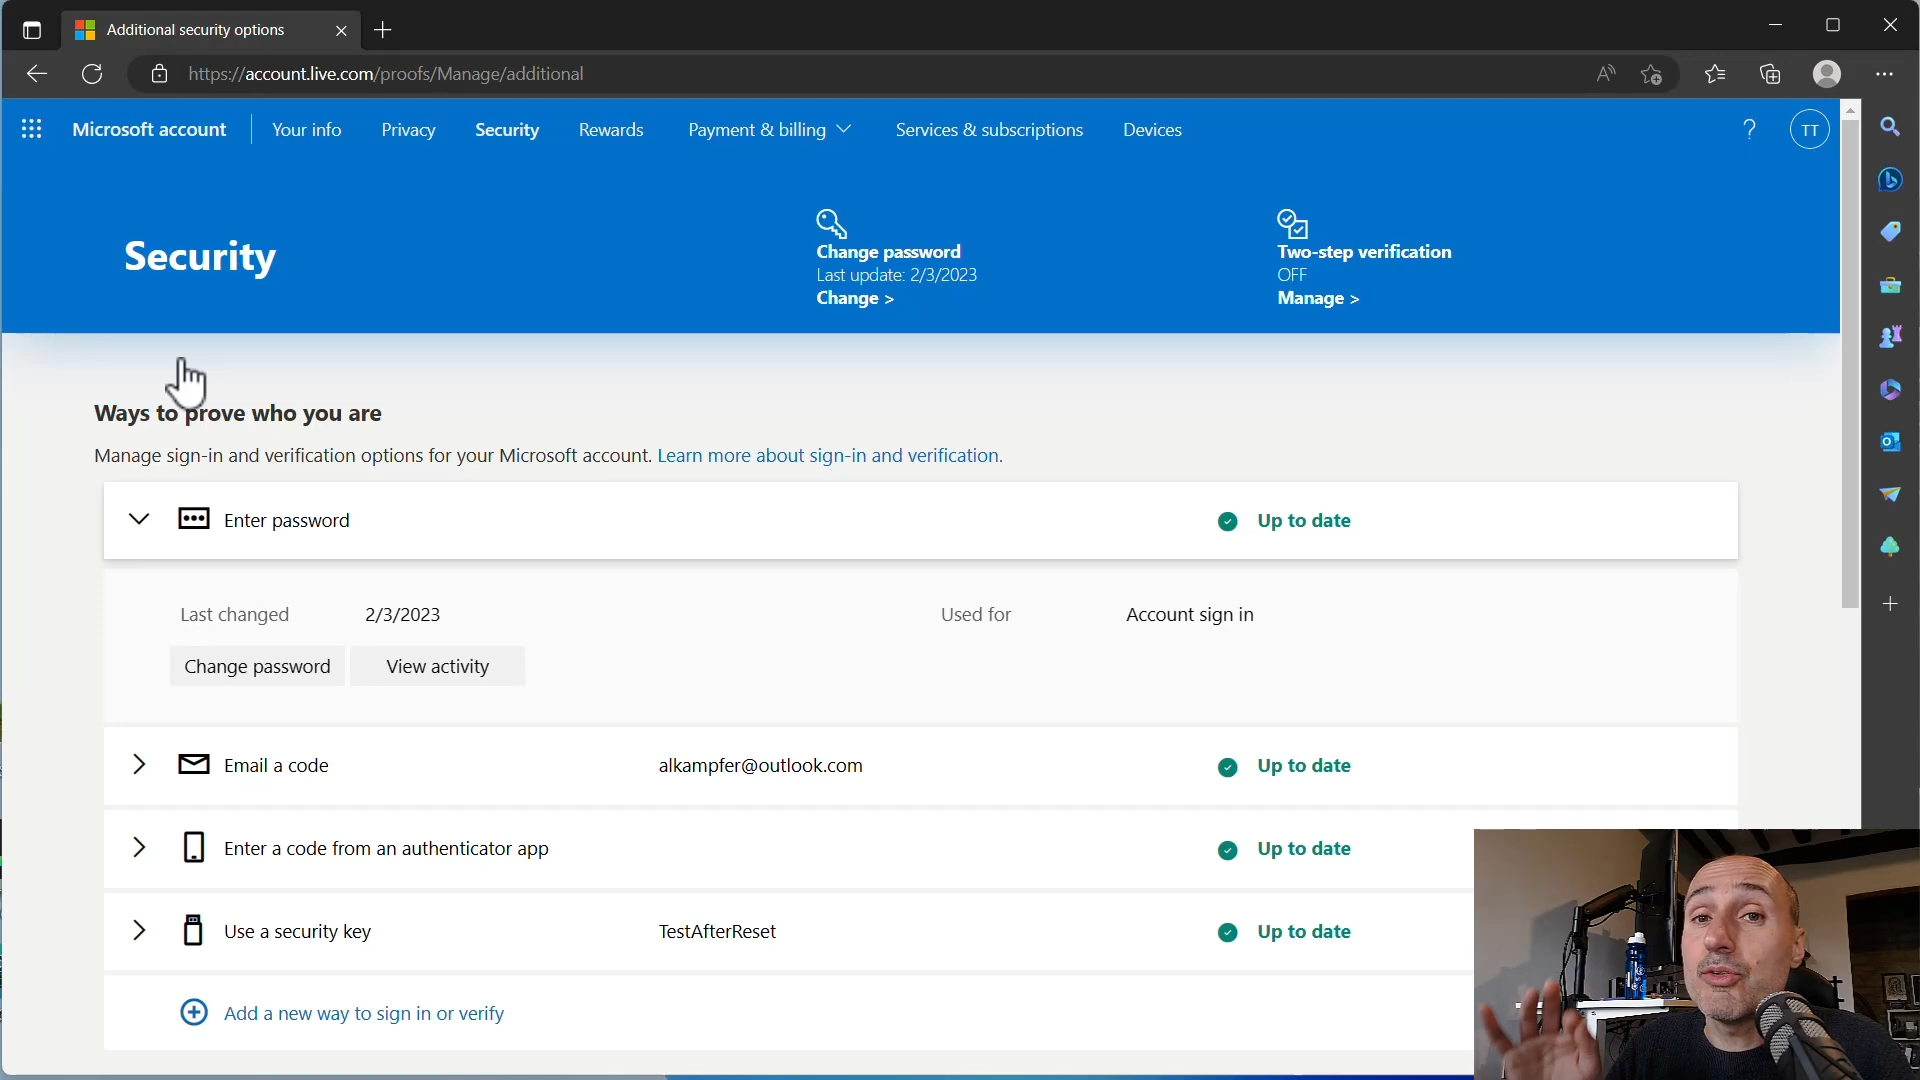 Additional security options
https://account.live.com/proofs/Manage/additional
Microsoft account
Your info
Privacy
Security
Rewards
Payment & billing
Services & subscriptions
Devices
?
TT
Security
Change password
Last update: 2/3/2023
Change >
Two-step verification
OFF
Manage >
Ways to prove who you are
Manage sign-in and verification options for your Microsoft account. Learn more about sign-in and verification.
Enter password
Up to date
Last changed
2/3/2023
Used for
Account sign in
Change password
View activity
Email a code
alkampfer@outlook.com
Up to date
Enter a code from an authenticator app
Up to date
Use a security key
TestAfterReset
Up to date
Add a new way to sign in or verify